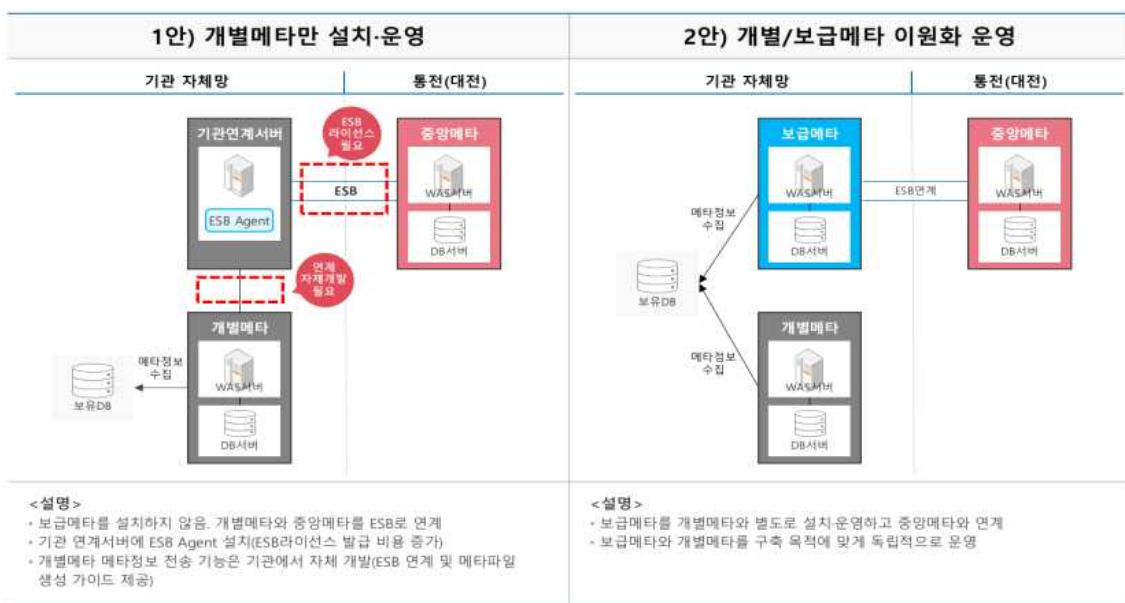 1안) 개별메타만 설치·운영
기관 자체망
통전(대전)
기관연계서버
ESB Agent
ESB
라이선스
필요
ESB
중앙메타
WAS서버
DB서버
연계
자체개발
필요
개별메타
WAS서버
DB서버
메타정보
수집
보유DB
<설명>
• 보급메타를 설치하지 않음. 개별메타와 중앙메타를 ESB로 연계
• 기관 연계서버에 ESB Agent 설치(ESB라이선스 발급 비용 증가)
• 개별메타 메타정보 전송 기능은 기관에서 자체 개발(ESB 연계 및 메타파일
생성 가이드 제공)
2안) 개별/보급메타 이원화 운영
기관 자체망
통전(대전)
보급메타
WAS서버
DB서버
ESB연계
중앙메타
WAS서버
DB서버
메타정보
수집
보유DB
메타정보
수집
개별메타
WAS서버
DB서버
<설명>
• 보급메타를 개별메타와 별도로 설치·운영하고 중앙메타와 연계
• 보급메타와 개별메타를 구축 목적에 맞게 독립적으로 운영